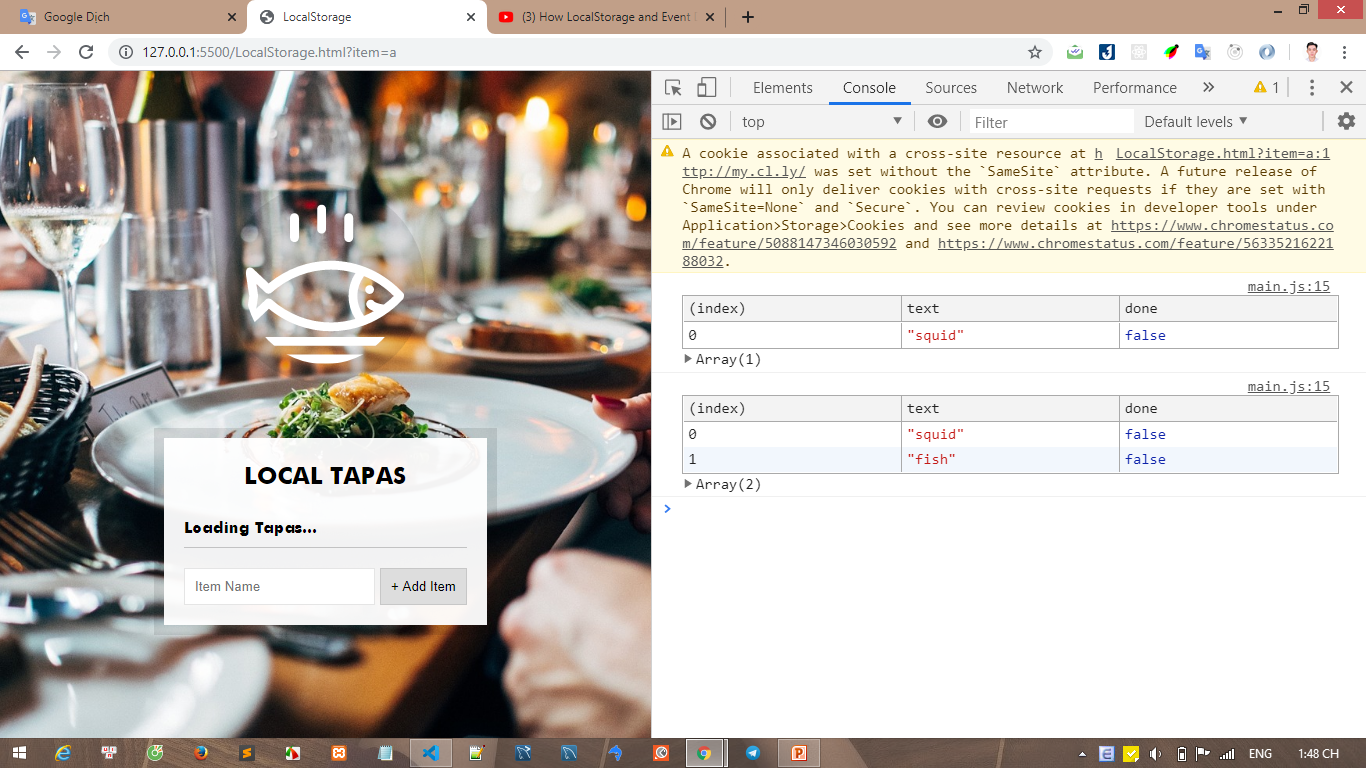 Google Dịch
LocalStorage
(3) How LocalStorage and Event
127.0.0.1:5500/LocalStorage.html?item=a
LOCAL TAPAS
Loading Tapas...
Item Name
+ Add Item
Elements
Console
Sources
Network
Performance
1
top
Filter
Default levels
A cookie associated with a cross-site resource at h LocalStorage.html?item=a:1
ttp://my.cl.ly/ was set without the `SameSite` attribute. A future release of
Chrome will only deliver cookies with cross-site requests if they are set with
`SameSite=None` and `Secure`. You can review cookies in developer tools under
Application>Storage>Cookies and see more details at https://www.chromestatus.co
m/feature/5088147346030592 and https://www.chromestatus.com/feature/56335216221
88032.
main.js:15
(index) text done
0 "squid" false
Array(1)
main.js:15
(index) text done
0 "squid" false
1 "fish" false
Array(2)
ENG
1:48 CH